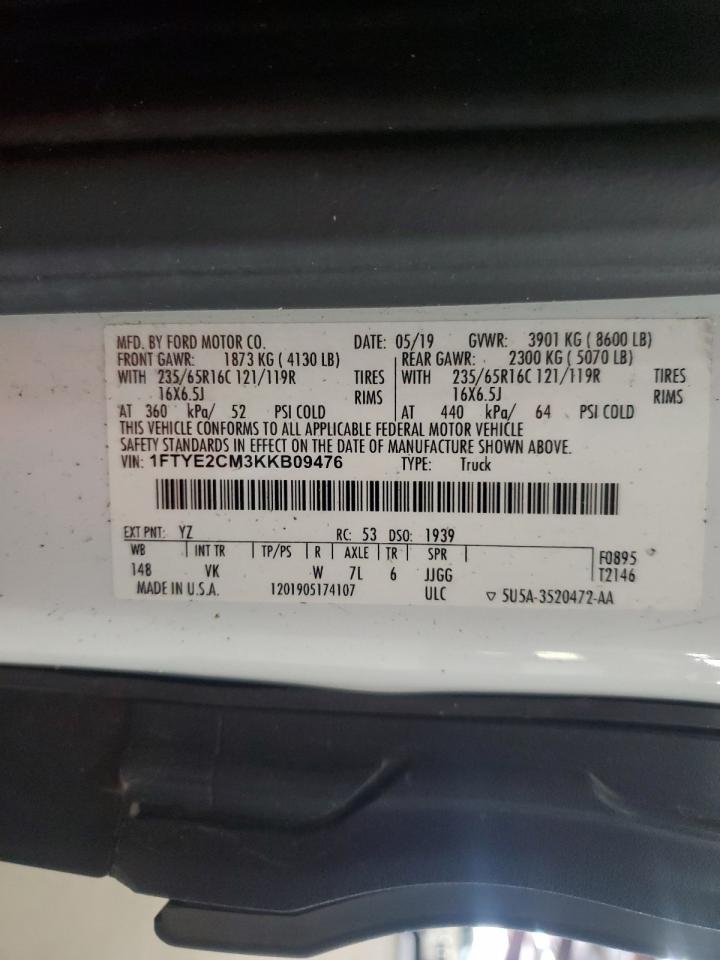 MFD. BY FORD MOTOR CO. DATE: 05/19 GVWR: 3901 KG ( 8600 LB)
FRONT GAWR: 1873 KG ( 4130 LB) REAR GAWR: 2300 KG ( 5070 LB)
WITH 235/65R16C 121/119R TIRES WITH 235/65R16C 121/119R TIRES
16X6.5J RIMS 16X6.5J RIMS
AT 360 kPa/ 52 PSI COLD AT 440 kPa/ 64 PSI COLD
THIS VEHICLE CONFORMS TO ALL APPLICABLE FEDERAL MOTOR VEHICLE
SAFETY STANDARDS IN EFFECT ON THE DATE OF MANUFACTURE SHOWN ABOVE.
VIN: 1FTYE2CM3KKB09476 TYPE: Truck
EXT PNT: YZ RC: 53 DSO: 1939
WB INT TR TP/PS R AXLE TR SPR F0895
148 VK W 7L 6 JJGG T2146
MADE IN U.S.A. 1201905174107 ULC ▽ 5U5A-3520472-AA